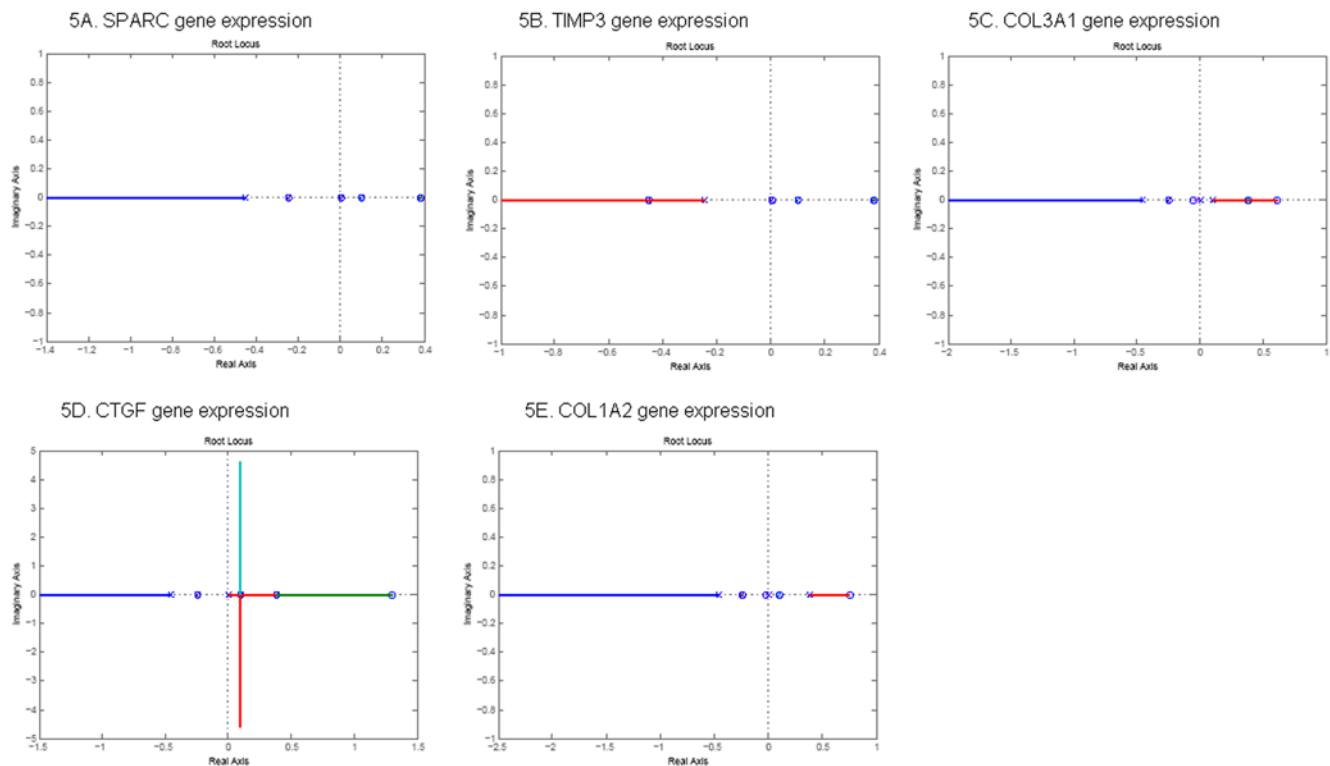 5A. SPARC gene expression
Root Locus
1
0.8
0.6
0.4
0.2
0
−0.2
−0.4
−0.6
−0.8
−1
Imaginary Axis
−1.4 −1.2 −1 −0.8 −0.6 −0.4 −0.2 0 0.2 0.4
Real Axis
5B. TIMP3 gene expression
Root Locus
1
0.8
0.6
0.4
0.2
0
−0.2
−0.4
−0.6
−0.8
−1
Imaginary Axis
−1 −0.8 −0.6 −0.4 −0.2 0 0.2 0.4
Real Axis
5C. COL3A1 gene expression
Root Locus
1
0.8
0.6
0.4
0.2
0
−0.2
−0.4
−0.6
−0.8
−1
Imaginary Axis
−2 −1.5 −1 −0.5 0 0.5 1
Real Axis
5D. CTGF gene expression
Root Locus
5
4
3
2
1
0
−1
−2
−3
−4
−5
Imaginary Axis
−1.5 −1 −0.5 0 0.5 1 1.5
Real Axis
5E. COL1A2 gene expression
Root Locus
1
0.8
0.6
0.4
0.2
0
−0.2
−0.4
−0.6
−0.8
−1
Imaginary Axis
−2.5 −2 −1.5 −1 −0.5 0 0.5 1
Real Axis